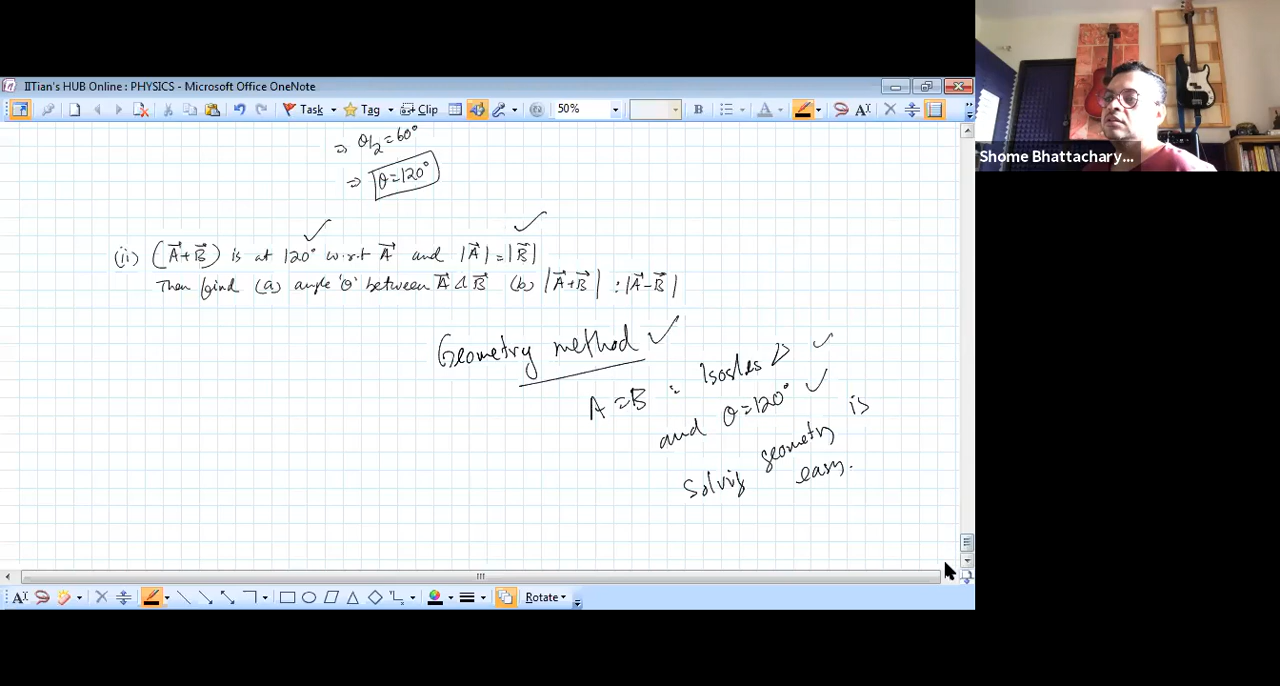 IITian's HUB Online : PHYSICS - Microsoft Office OneNote
Task Tag Clip 50% B A
⇒ θ/2 = 60°
⇒ θ = 120°
(ii) (A⃗+B⃗) is at 120° w.r.t A⃗ and |A⃗| = |B⃗|
Then find (a) angle 'θ' between A⃗ & B⃗ (b) |A⃗+B⃗| : |A⃗-B⃗|
Geometry method ✓
A = B : Isosles △ ✓
and θ = 120° ✓
Solvig geometry is
easy.
Rotate
Shome Bhattachary...